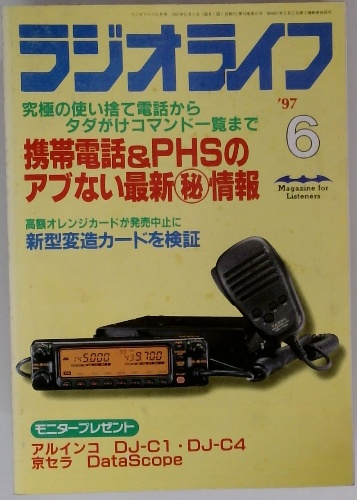 ラジオライフ
究極の使い捨て電話から
タダがけコマンド一覧まで
'97
6
携帯電話&PHSの
アブない最新㊙情報
Magazine for
Listeners
高額オレンジカードが発売中止に
新型変造カードを検証
145.000 439.700
モニタープレゼント
アルインコ DJ-C1・DJ-C4
京セラ DataScope